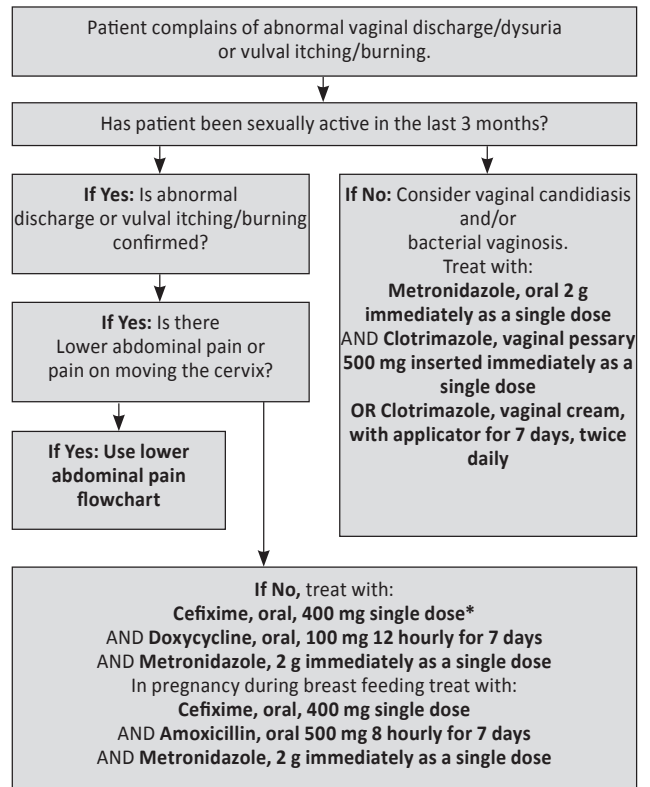 Patient complains of abnormal vaginal discharge/dysuria
or vulval itching/burning.
Has patient been sexually active in the last 3 months?
If Yes: Is abnormal
discharge or vulval itching/burning
confirmed?
If Yes: Is there
Lower abdominal pain or
pain on moving the cervix?
If Yes: Use lower
abdominal pain
flowchart
If No: Consider vaginal candidiasis
and/or
bacterial vaginosis.
Treat with:
Metronidazole, oral 2 g
immediately as a single dose
AND Clotrimazole, vaginal pessary
500 mg inserted immediately as a
single dose
OR Clotrimazole, vaginal cream,
with applicator for 7 days, twice
daily
If No, treat with:
Cefixime, oral, 400 mg single dose*
AND Doxycycline, oral, 100 mg 12 hourly for 7 days
AND Metronidazole, 2 g immediately as a single dose
In pregnancy during breast feeding treat with:
Cefixime, oral, 400 mg single dose
AND Amoxicillin, oral 500 mg 8 hourly for 7 days
AND Metronidazole, 2 g immediately as a single dose